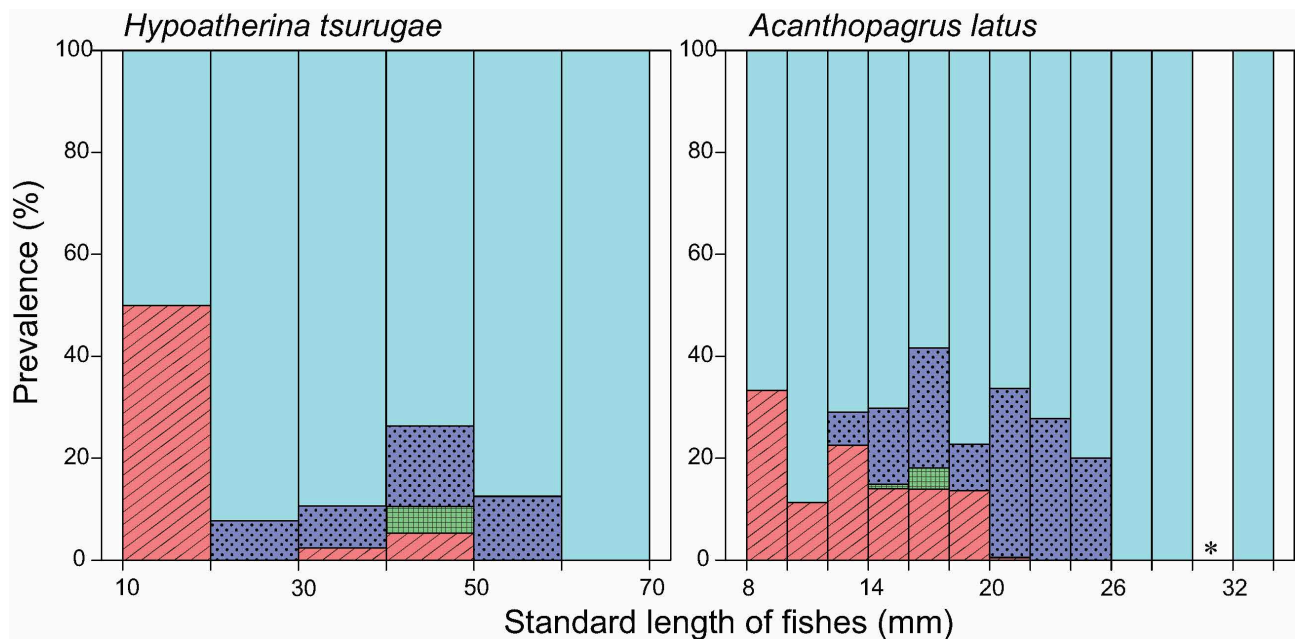 Hypoatherina tsurugae
Acanthopagrus latus
Prevalence (%)
100
80
60
40
20
0
10 30 50 70
100
80
60
40
20
0
8 14 20 26 32
*
Standard length of fishes (mm)